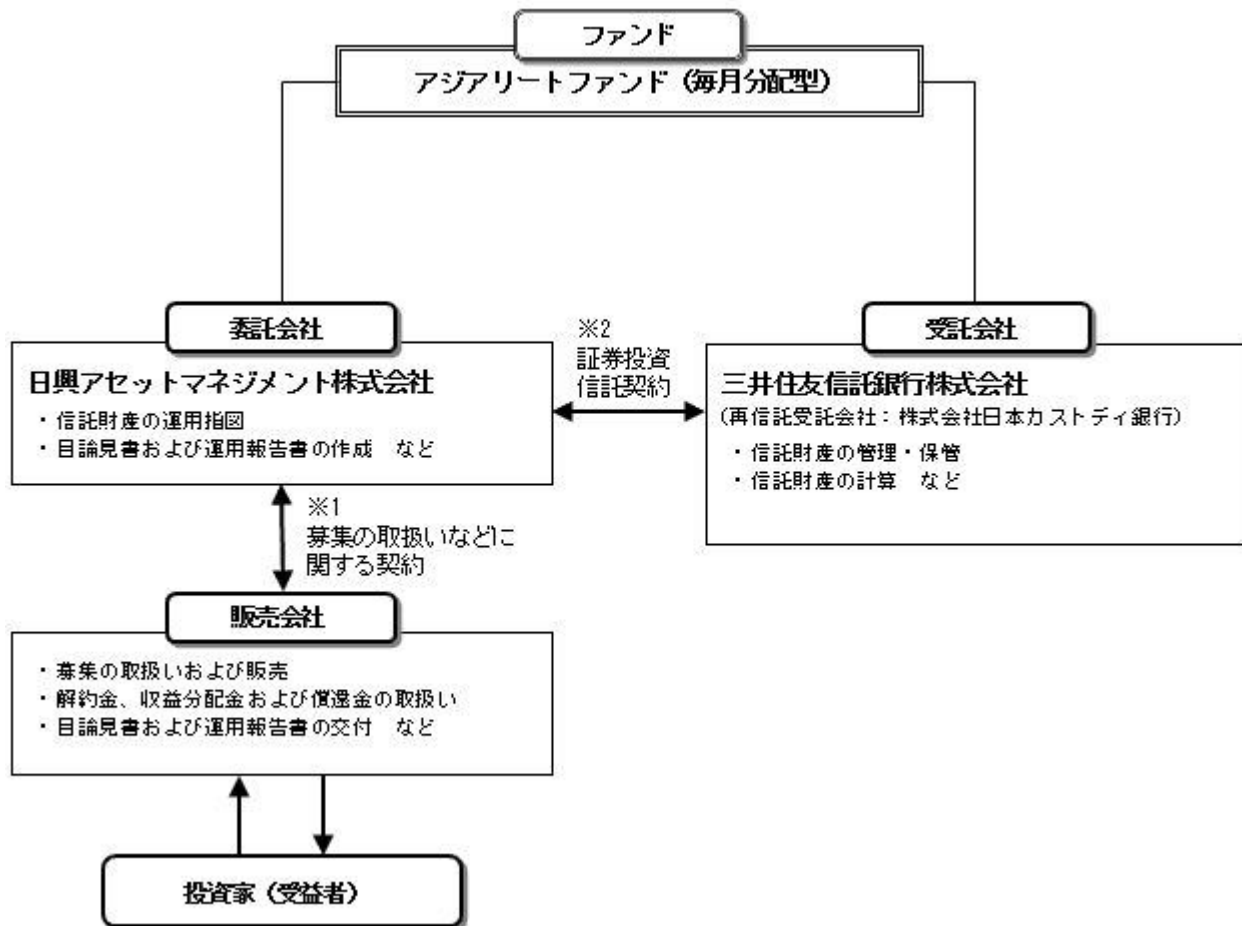 ファンド
アジアリートファンド（毎月分配型）
委託会社
日興アセットマネジメント株式会社
・信託財産の運用指図
・目論見書および運用報告書の作成　など
※2
証券投資
信託契約
受託会社
三井住友信託銀行株式会社
（再信託受託会社：株式会社日本カストディ銀行）
・信託財産の管理・保管
・信託財産の計算　など
※1
募集の取扱いなどに
関する契約
販売会社
・募集の取扱いおよび販売
・解約金、収益分配金および償還金の取扱い
・目論見書および運用報告書の交付　など
投資家（受益者）